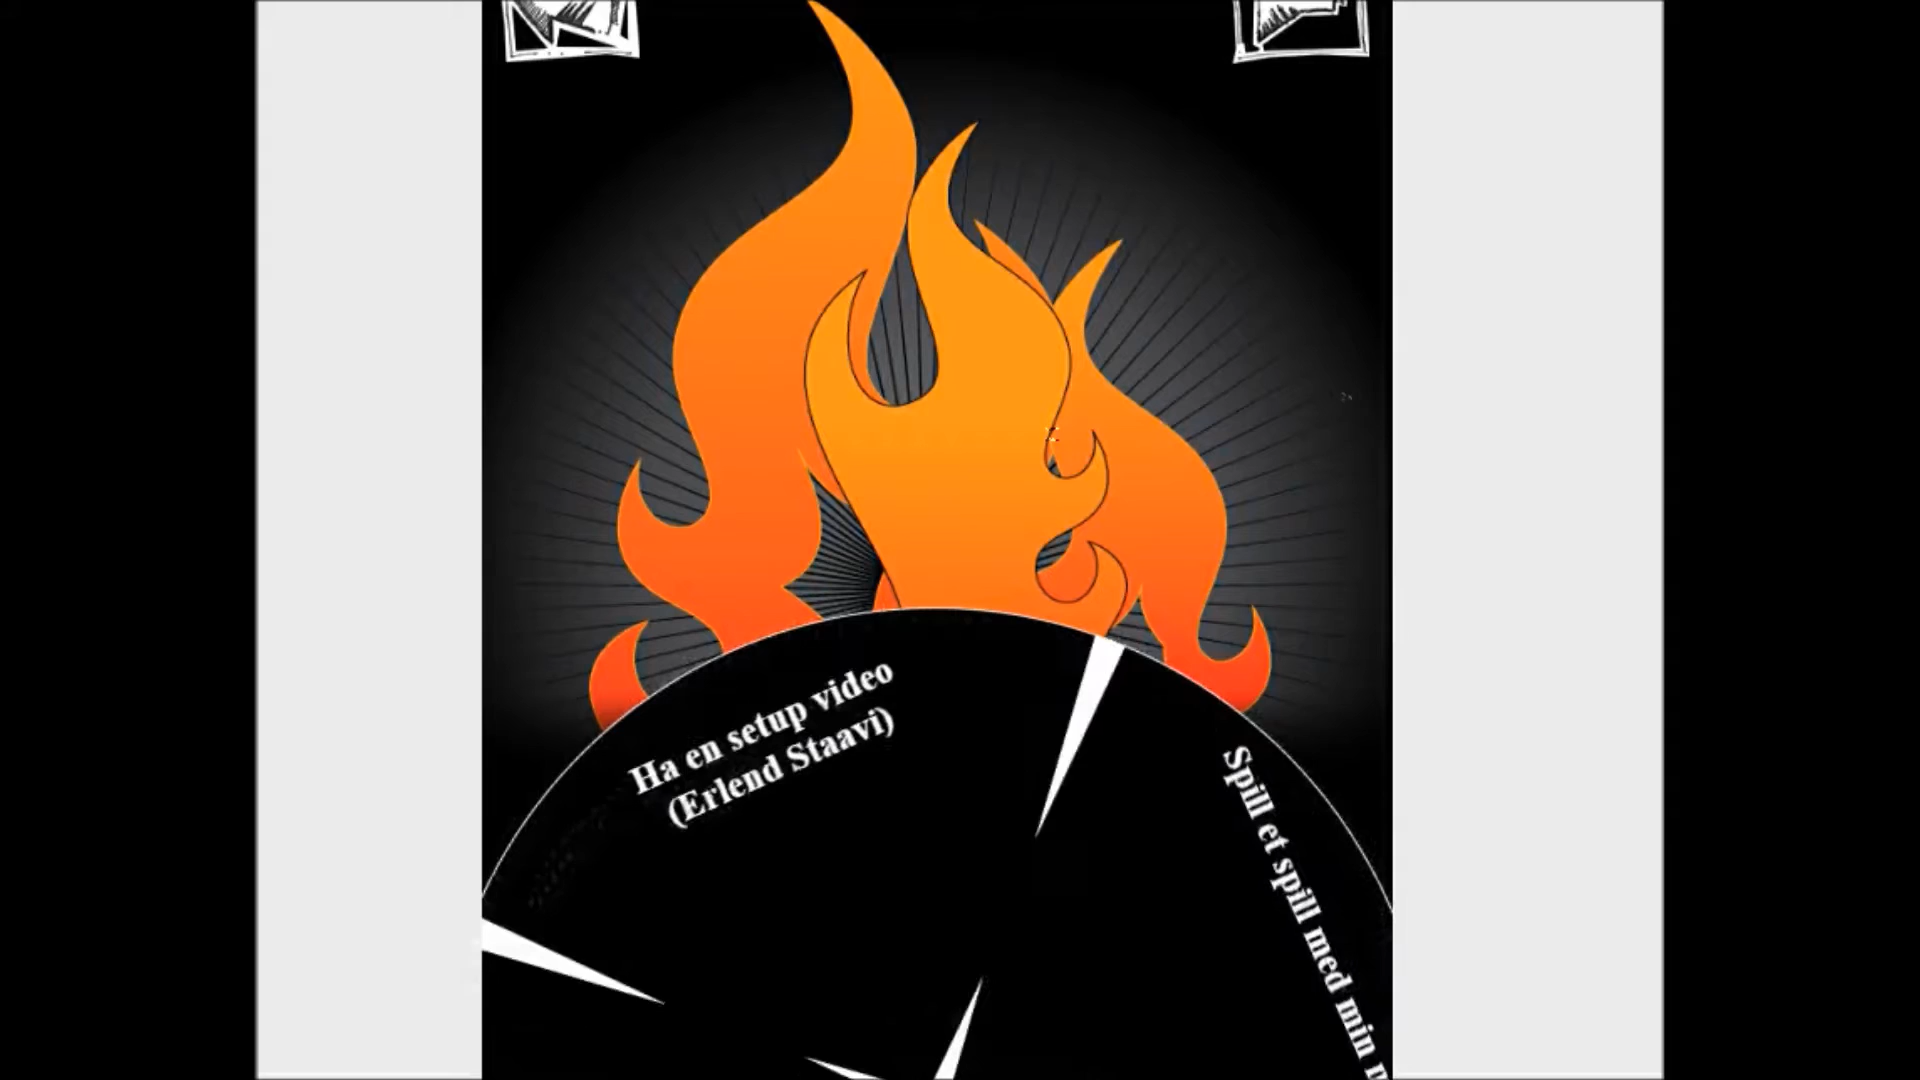 Ha en setup video
(Erlend Staavi)
Spill et spill med min